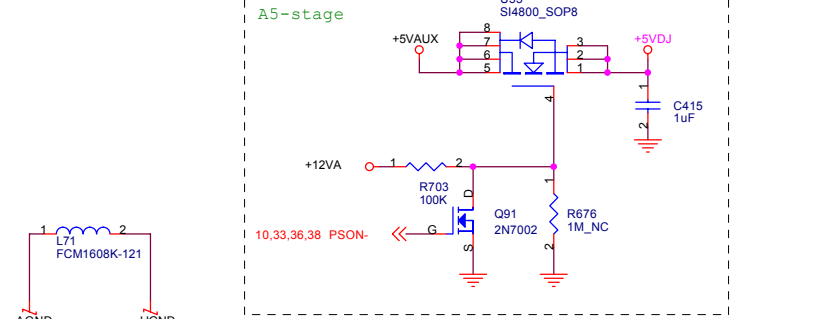 A5-stage
SI4800_SOP8
+5VAUX
8
7
6
5
3
2
1
+5VDJ
4
1
2
C415
1uF
+12VA
1
2
R703
100K
D
G
S
Q91
2N7002
1
2
R676
1M_NC
10,33,36,38 PSON-
1
2
L71
FCM1608K-121